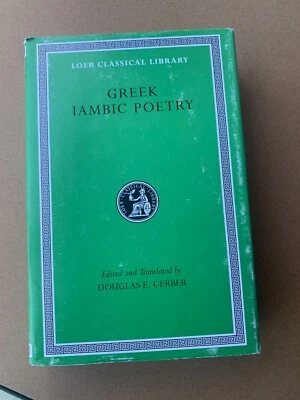 LOEB CLASSICAL LIBRARY
GREEK
IAMBIC POETRY
Edited and Translated by
DOUGLAS E. GERBER